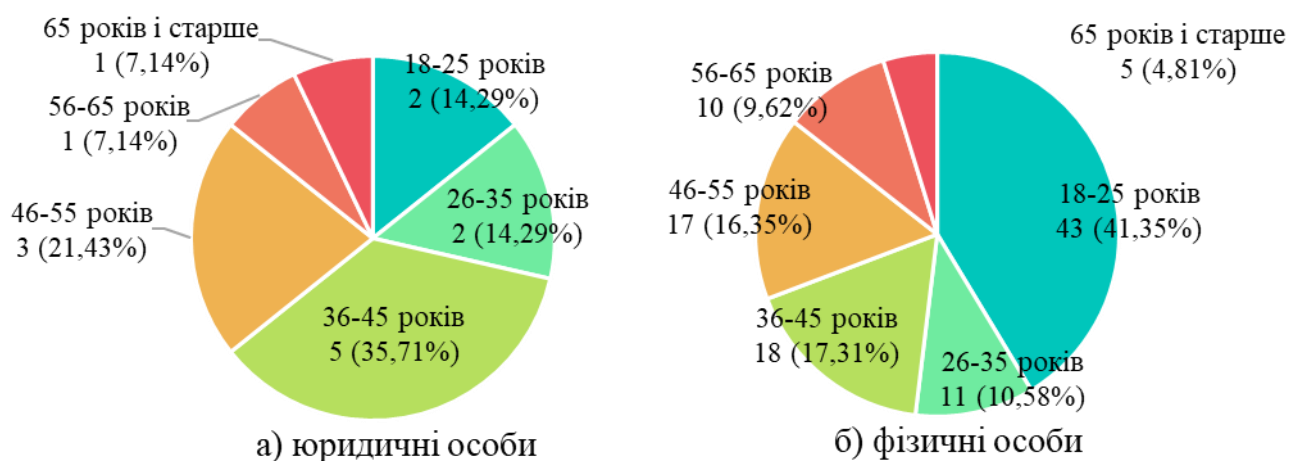 65 років і старше
1 (7,14%)
18-25 років
2 (14,29%)
56-65 років
1 (7,14%)
26-35 років
2 (14,29%)
46-55 років
3 (21,43%)
36-45 років
5 (35,71%)
а) юридичні особи
65 років і старше
5 (4,81%)
56-65 років
10 (9,62%)
18-25 років
43 (41,35%)
46-55 років
17 (16,35%)
36-45 років
18 (17,31%)
26-35 років
11 (10,58%)
б) фізичні особи